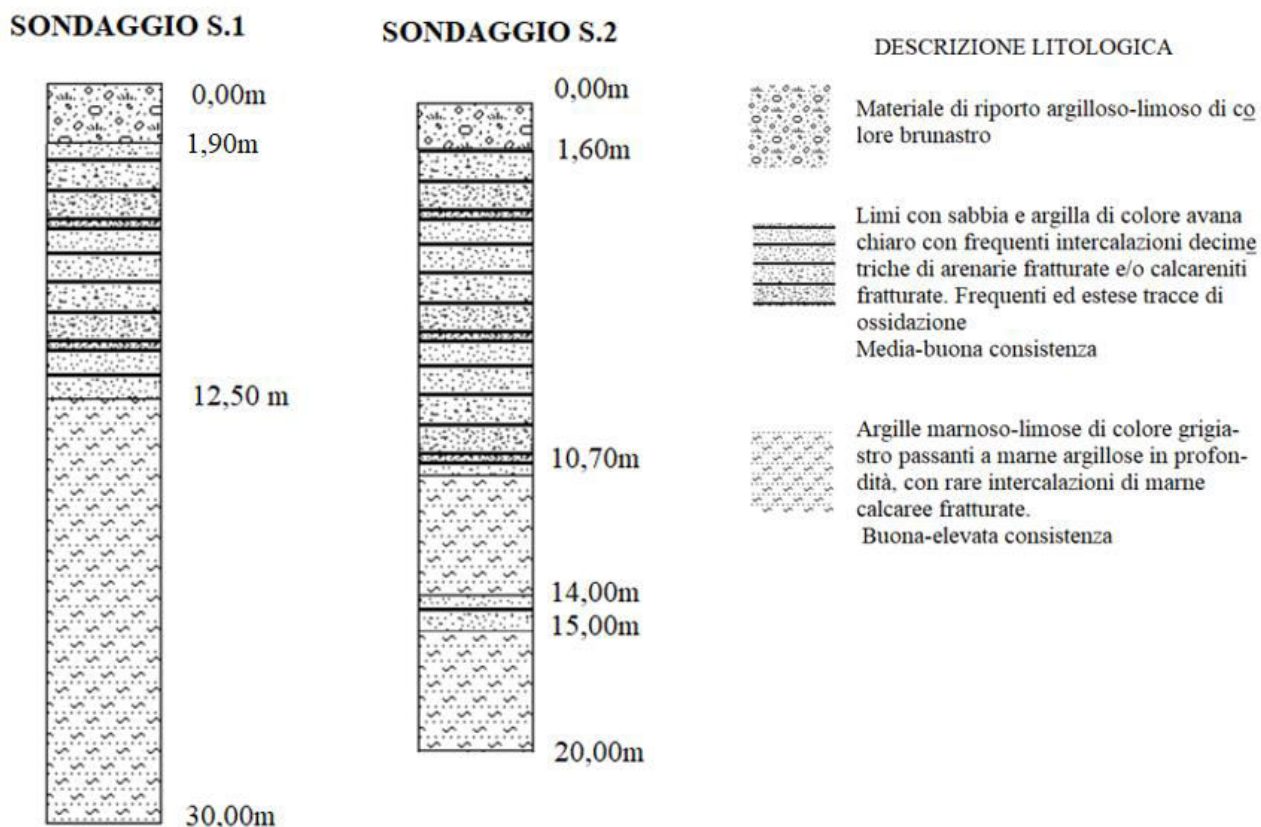 SONDAGGIO S.1
0,00m
1,90m
12,50 m
30,00m
SONDAGGIO S.2
0,00m
1,60m
10,70m
14,00m
15,00m
20,00m
DESCRIZIONE LITOLOGICA
Materiale di riporto argilloso-limoso di co
lore brunastro
Limi con sabbia e argilla di colore avana
chiaro con frequenti intercalazioni decime
triche di arenarie fratturate e/o calcareniti
fratturate. Frequenti ed estese tracce di
ossidazione
Media-buona consistenza
Argille marnoso-limose di colore grigia-
stro passanti a marne argillose in profon-
dità, con rare intercalazioni di marne
calcaree fratturate.
Buona-elevata consistenza